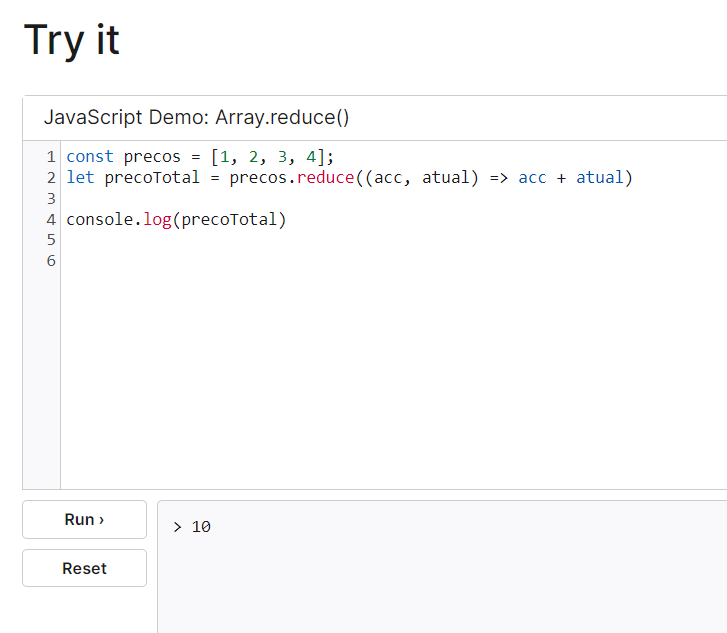 Try it
JavaScript Demo: Array.reduce()
1 const precos = [1, 2, 3, 4];
2 let precoTotal = precos.reduce((acc, atual) => acc + atual)
3
4 console.log(precoTotal)
5
6
Run ›
> 10
Reset